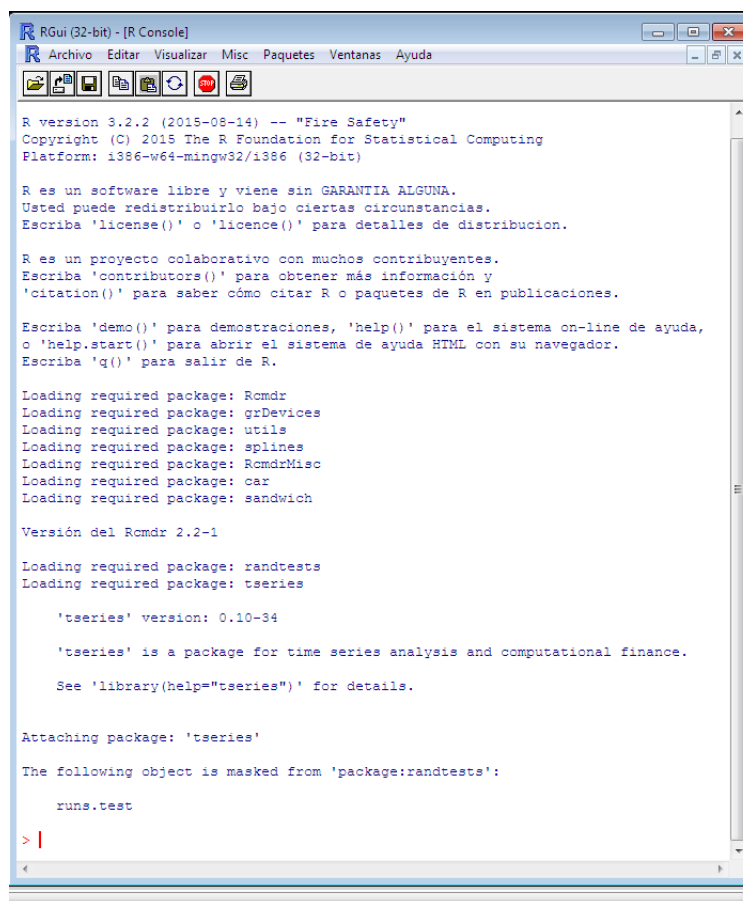 RGui (32-bit) - [R Console]
Archivo Editar Visualizar Misc Paquetes Ventanas Ayuda
STOP
R version 3.2.2 (2015-08-14) -- "Fire Safety"
Copyright (C) 2015 The R Foundation for Statistical Computing
Platform: i386-w64-mingw32/i386 (32-bit)
R es un software libre y viene sin GARANTIA ALGUNA.
Usted puede redistribuirlo bajo ciertas circunstancias.
Escriba 'license()' o 'licence()' para detalles de distribucion.
R es un proyecto colaborativo con muchos contribuyentes.
Escriba 'contributors()' para obtener más información y
'citation()' para saber cómo citar R o paquetes de R en publicaciones.
Escriba 'demo()' para demostraciones, 'help()' para el sistema on-line de ayuda,
o 'help.start()' para abrir el sistema de ayuda HTML con su navegador.
Escriba 'q()' para salir de R.
Loading required package: Rcmdr
Loading required package: grDevices
Loading required package: utils
Loading required package: splines
Loading required package: RcmdrMisc
Loading required package: car
Loading required package: sandwich
Versión del Rcmdr 2.2-1
Loading required package: randtests
Loading required package: tseries
'tseries' version: 0.10-34
'tseries' is a package for time series analysis and computational finance.
See 'library(help="tseries")' for details.
Attaching package: 'tseries'
The following object is masked from 'package:randtests':
runs.test
>